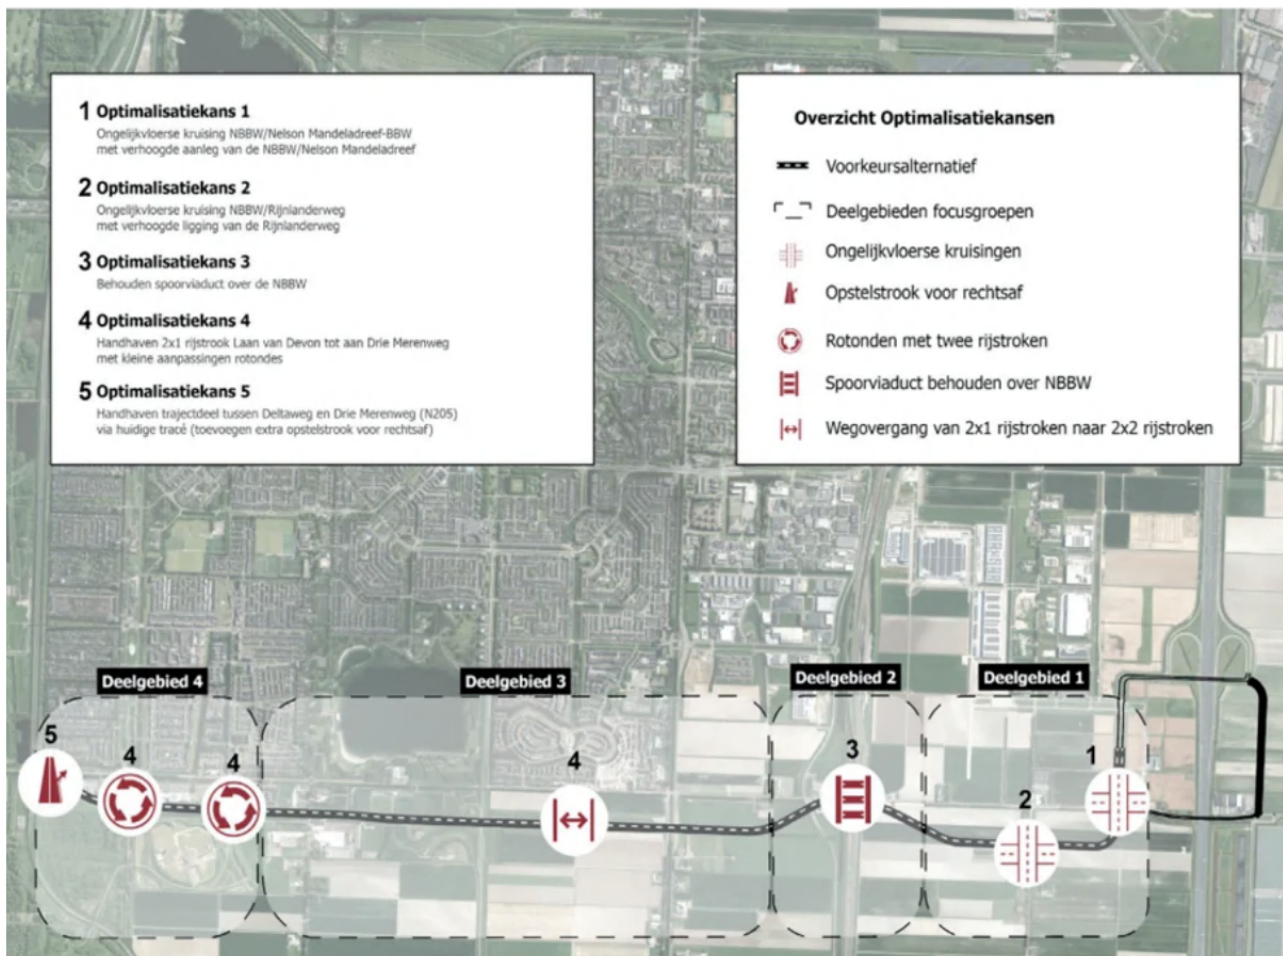 1 Optimalisatiekans 1
Ongelijkvloerse kruising NBBW/Nelson Mandeladreef-BBW
met verhoogde aanleg van de NBBW/Nelson Mandeladreef
2 Optimalisatiekans 2
Ongelijkvloerse kruising NBBW/Rijnlanderweg
met verhoogde ligging van de Rijnlanderweg
3 Optimalisatiekans 3
Behouden spoorviaduct over de NBBW
4 Optimalisatiekans 4
Handhaven 2x1 rijstrook Laan van Devon tot aan Drie Merenweg
met kleine aanpassingen rotondes
5 Optimalisatiekans 5
Handhaven trajectdeel tussen Deltaweg en Drie Merenweg (N205)
via huidige tracé (toevoegen extra opstelstrook voor rechtsaf)
Overzicht Optimalisatiekansen
Voorkeursalternatief
Deelgebieden focusgroepen
Ongelijkvloerse kruisingen
Opstelstrook voor rechtsaf
Rotonden met twee rijstroken
Spoorviaduct behouden over NBBW
Wegovergang van 2x1 rijstroken naar 2x2 rijstroken
Deelgebied 4
Deelgebied 3
Deelgebied 2
Deelgebied 1
5
4
4
4
3
2
1